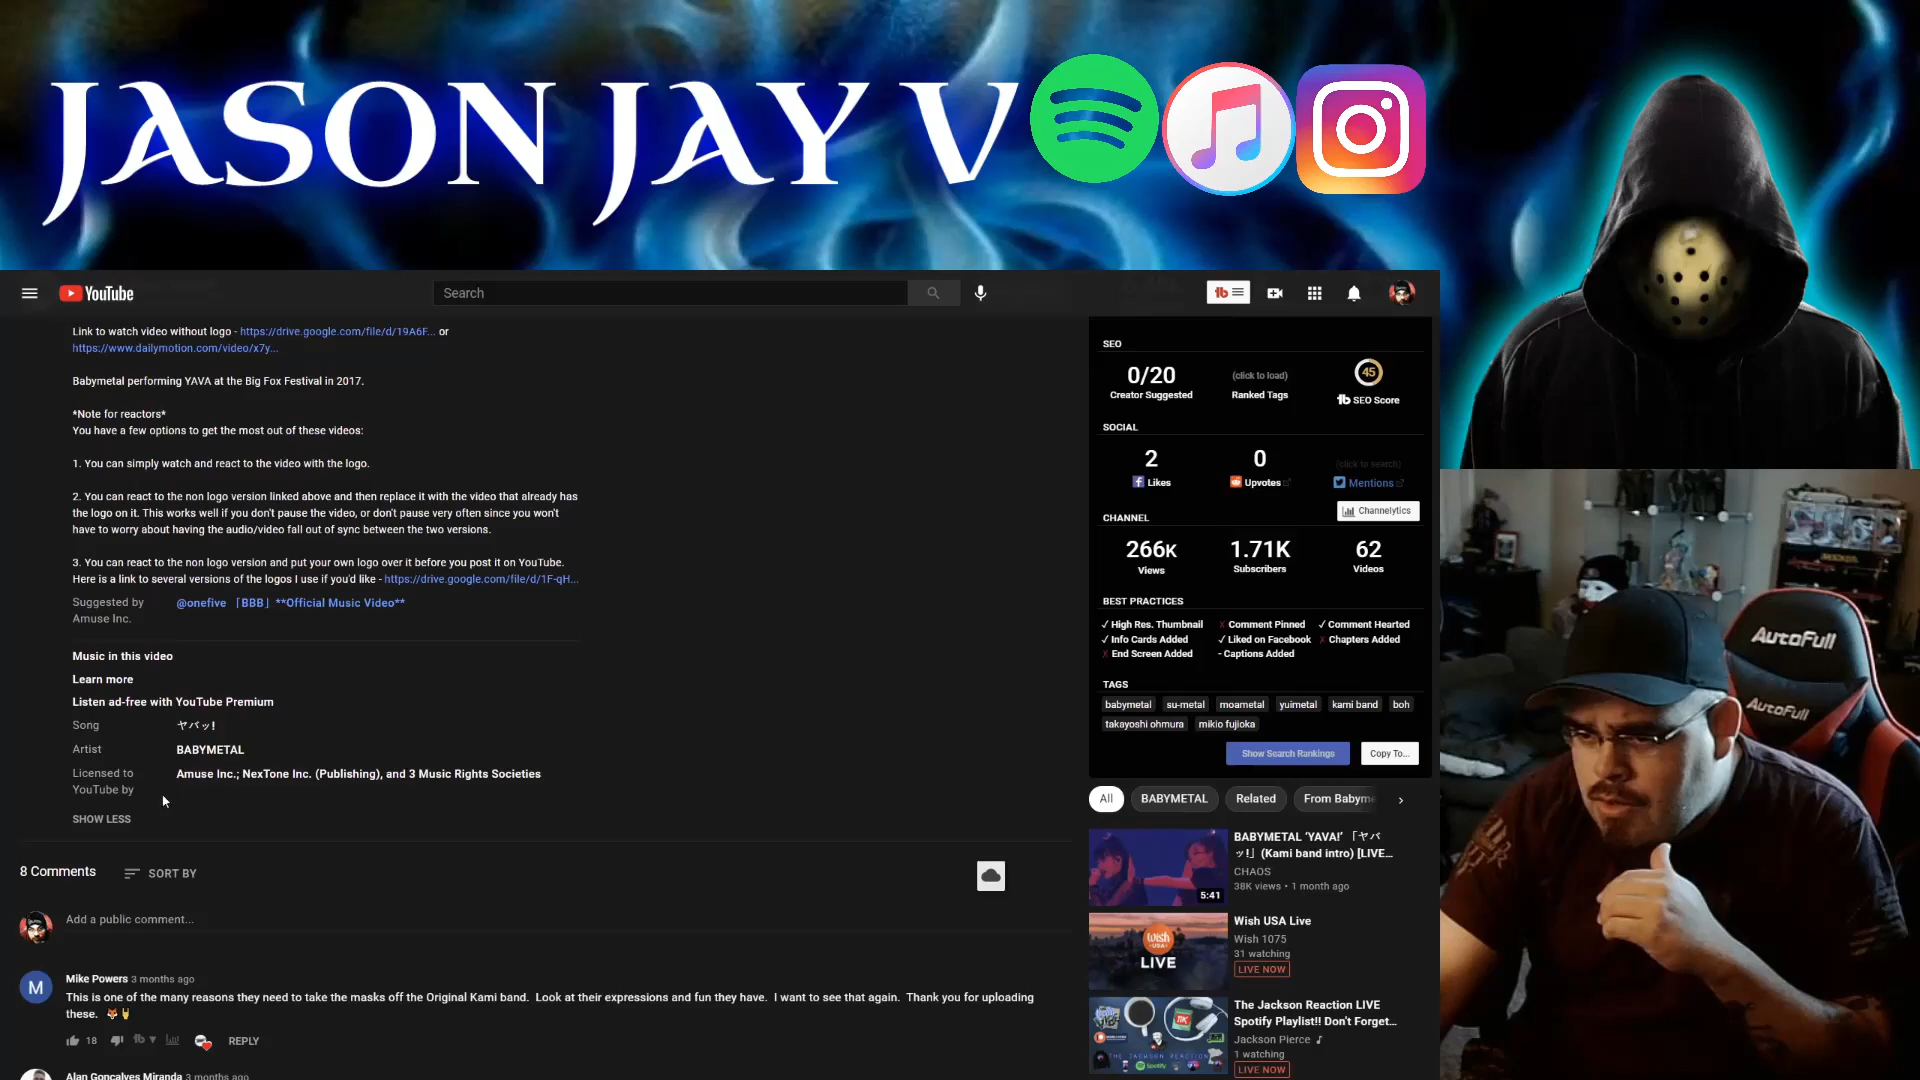 JASON JAY V
YouTube
Search
Link to watch video without logo - https://drive.google.com/file/d/19A6F... or
https://www.dailymotion.com/video/x7y...
Babymetal performing YAVA at the Big Fox Festival in 2017.
*Note for reactors*
You have a few options to get the most out of these videos:
1. You can simply watch and react to the video with the logo.
2. You can react to the non logo version linked above and then replace it with the video that already has
the logo on it. This works well if you don't pause the video, or don't pause very often since you won't
have to worry about having the audio/video fall out of sync between the two versions.
3. You can react to the non logo version and put your own logo over it before you post it on YouTube.
Here is a link to several versions of the logos I use if you'd like - https://drive.google.com/file/d/1F-qH...
Suggested by
Amuse Inc.
@onefive 「BBB」**Official Music Video**
Music in this video
Learn more
Listen ad-free with YouTube Premium
Song ヤバッ!
Artist BABYMETAL
Licensed to
YouTube by
Amuse Inc.; NexTone Inc. (Publishing), and 3 Music Rights Societies
SHOW LESS
8 Comments SORT BY
Add a public comment...
M
Mike Powers 3 months ago
This is one of the many reasons they need to take the masks off the Original Kami band. Look at their expressions and fun they have. I want to see that again. Thank you for uploading
these. 🦊🤘
18 tb REPLY
Alan Gonçalves Miranda 3 months ago
tb
SEO
0/20
Creator Suggested
(click to load)
Ranked Tags
45
tb SEO Score
SOCIAL
2
Likes
0
Upvotes
(click to search)
Mentions
Channelytics
CHANNEL
266K
Views
1.71K
Subscribers
62
Videos
BEST PRACTICES
✓ High Res. Thumbnail ✗ Comment Pinned ✓ Comment Hearted
✓ Info Cards Added ✓ Liked on Facebook ✗ Chapters Added
✗ End Screen Added - Captions Added
TAGS
babymetal su-metal moametal yuimetal kami band boh
takayoshi ohmura mikio fujioka
Show Search Rankings Copy To...
All BABYMETAL Related From Babyme
BABYMETAL 'YAVA!' 「ヤバ
ッ!」(Kami band intro) [LIVE...
CHAOS
38K views • 1 month ago
5:41
Wish USA Live
Wish 1075
31 watching
LIVE NOW
wish
USA
LIVE
The Jackson Reaction LIVE
Spotify Playlist!! Don't Forget...
Jackson Pierce
1 watching
LIVE NOW
THE JACKSON REACTION
Spotify
AutoFull
AutoFull